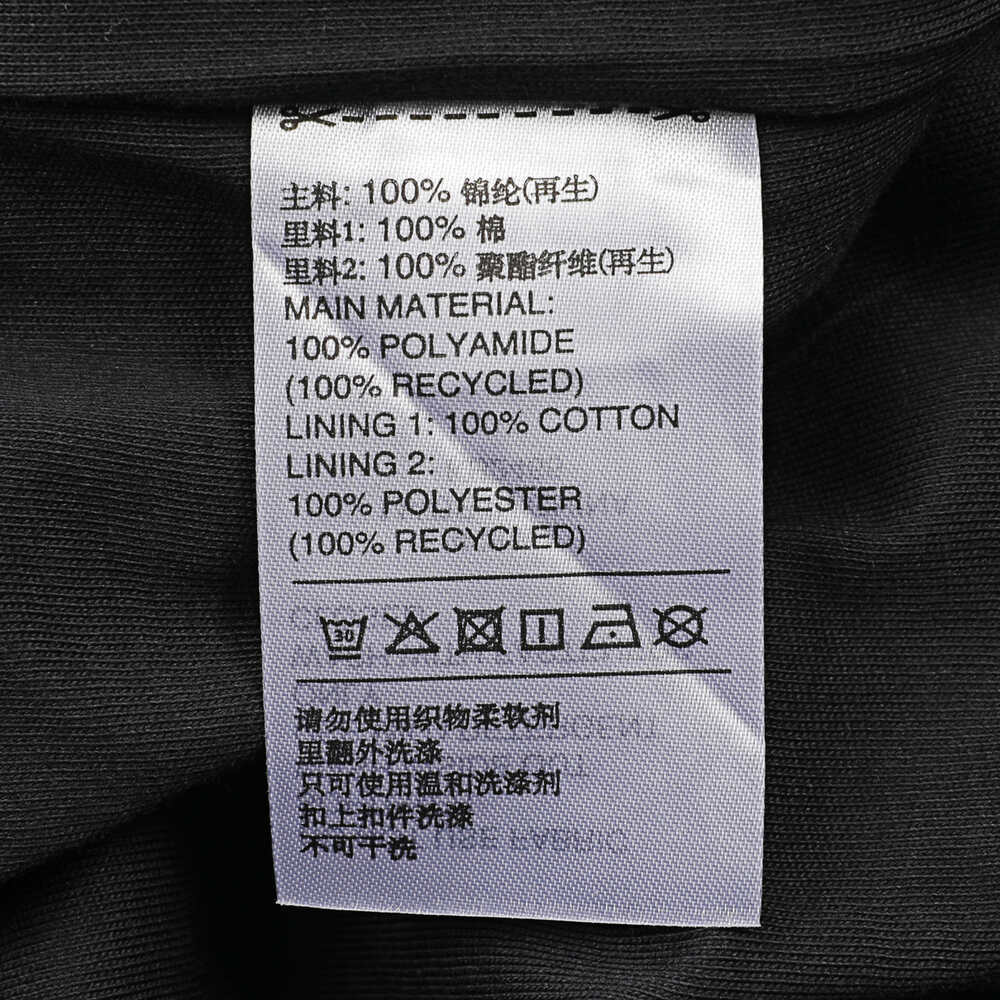 主料: 100% 锦纶(再生)
里料1: 100% 棉
里料2: 100% 聚酯纤维(再生)
MAIN MATERIAL:
100% POLYAMIDE
(100% RECYCLED)
LINING 1: 100% COTTON
LINING 2:
100% POLYESTER
(100% RECYCLED)
30
请勿使用织物柔软剂
里翻外洗涤
只可使用温和洗涤剂
扣上扣件洗涤
不可干洗